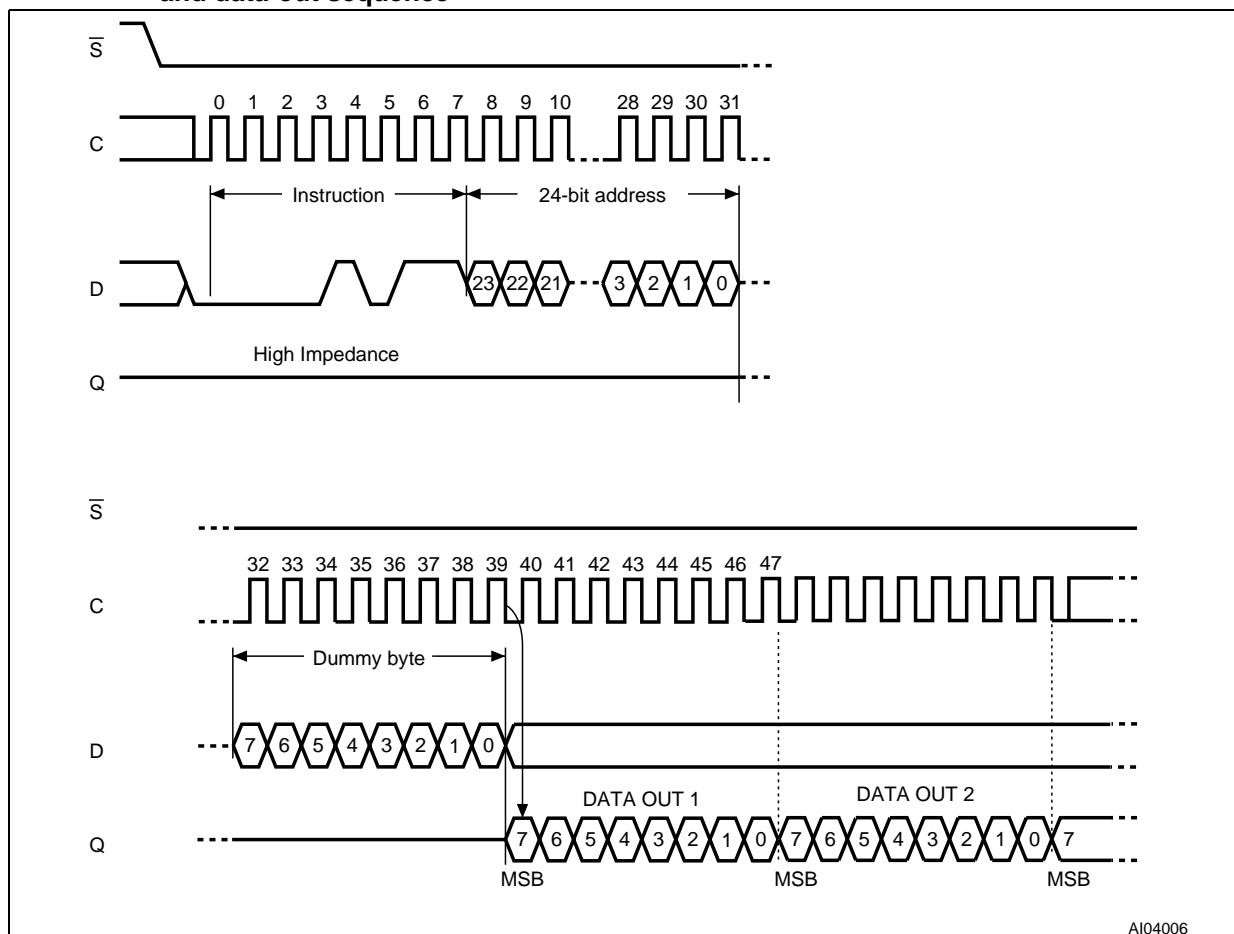 and data-out sequence
S
0 1 2 3 4 5 6 7 8 9 10 28 29 30 31
C
Instruction 24-bit address
D 23 22 21 3 2 1 0
High Impedance
Q
S
32 33 34 35 36 37 38 39 40 41 42 43 44 45 46 47
C
Dummy byte
D 7 6 5 4 3 2 1 0
DATA OUT 1 DATA OUT 2
Q 7 6 5 4 3 2 1 0 7 6 5 4 3 2 1 0 7
MSB MSB MSB
AI04006